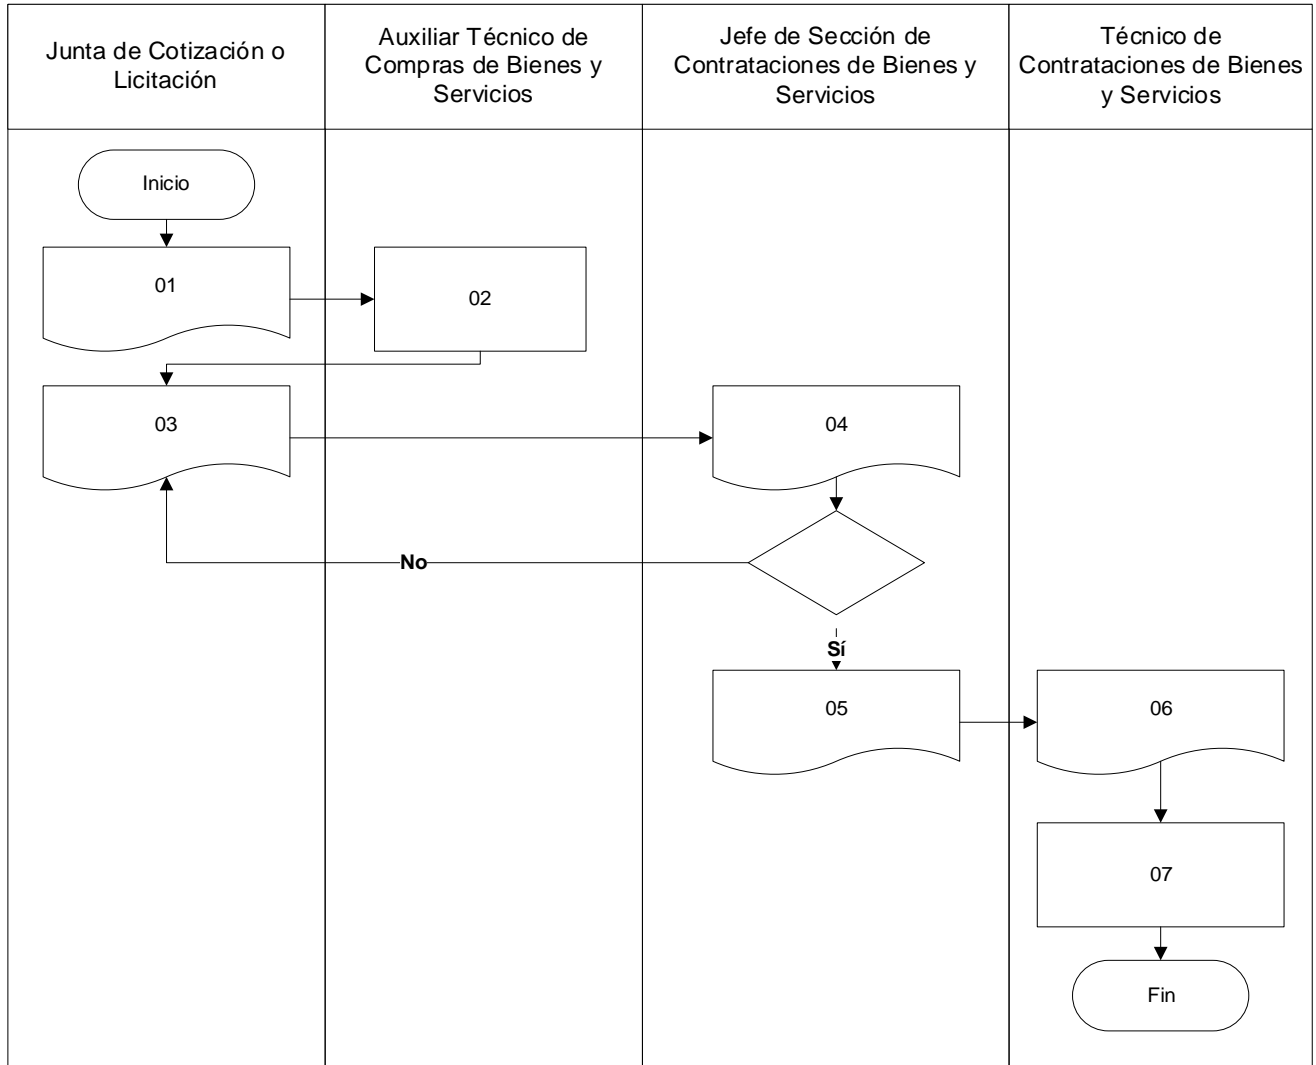 Junta de Cotización o
Licitación
Auxiliar Técnico de
Compras de Bienes y
Servicios
Jefe de Sección de
Contrataciones de Bienes y
Servicios
Técnico de
Contrataciones de Bienes
y Servicios
Inicio
01
02
03
04
No
Sí
05
06
07
Fin